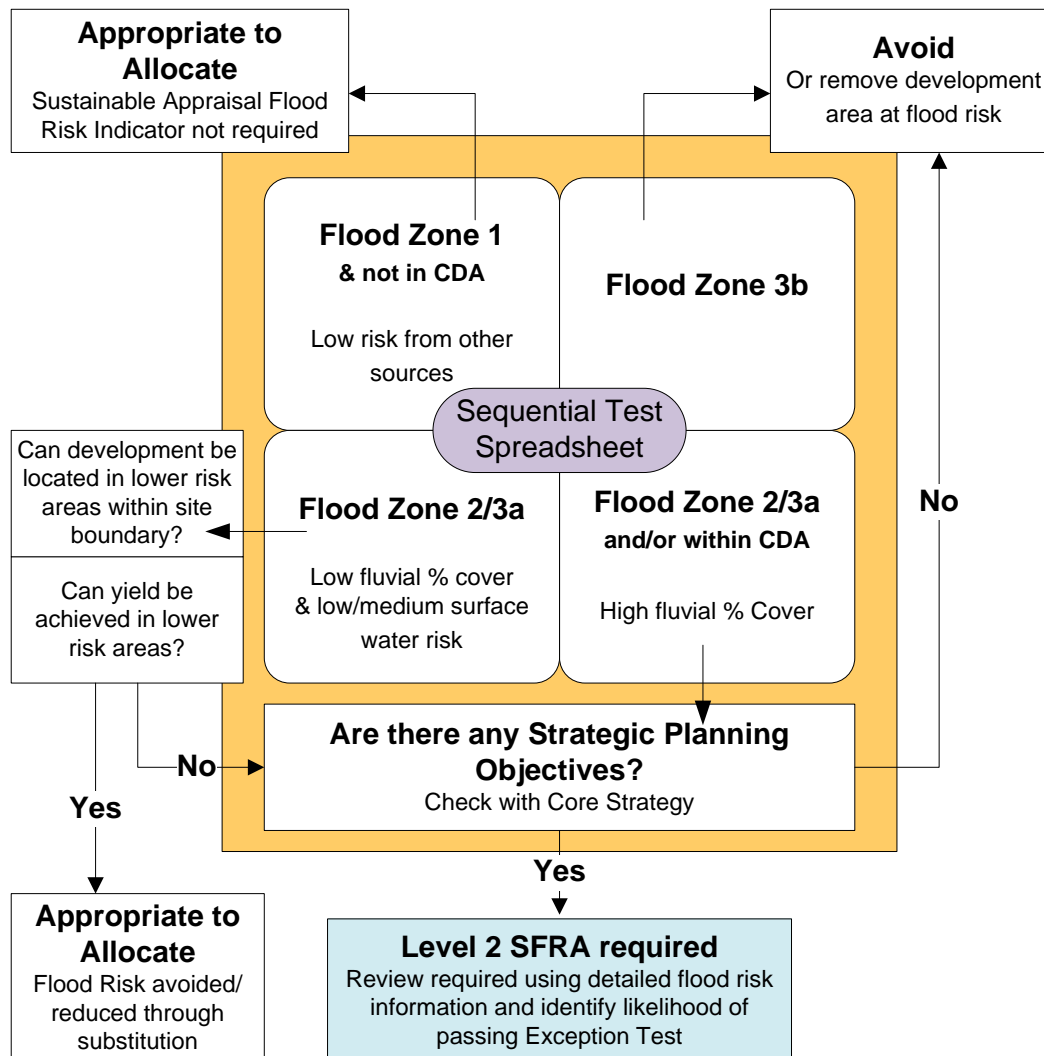 Appropriate to
Allocate
Sustainable Appraisal Flood
Risk Indicator not required
Avoid
Or remove development
area at flood risk
Flood Zone 1
& not in CDA
Low risk from other
sources
Flood Zone 3b
Sequential Test
Spreadsheet
Can development be
located in lower risk
areas within site
boundary?
Can yield be
achieved in lower
risk areas?
Flood Zone 2/3a
Low fluvial % cover
& low/medium surface
water risk
Flood Zone 2/3a
and/or within CDA
High fluvial % Cover
No
Are there any Strategic Planning
Objectives?
Check with Core Strategy
No
Yes
Yes
Appropriate to
Allocate
Flood Risk avoided/
reduced through
substitution
Level 2 SFRA required
Review required using detailed flood risk
information and identify likelihood of
passing Exception Test